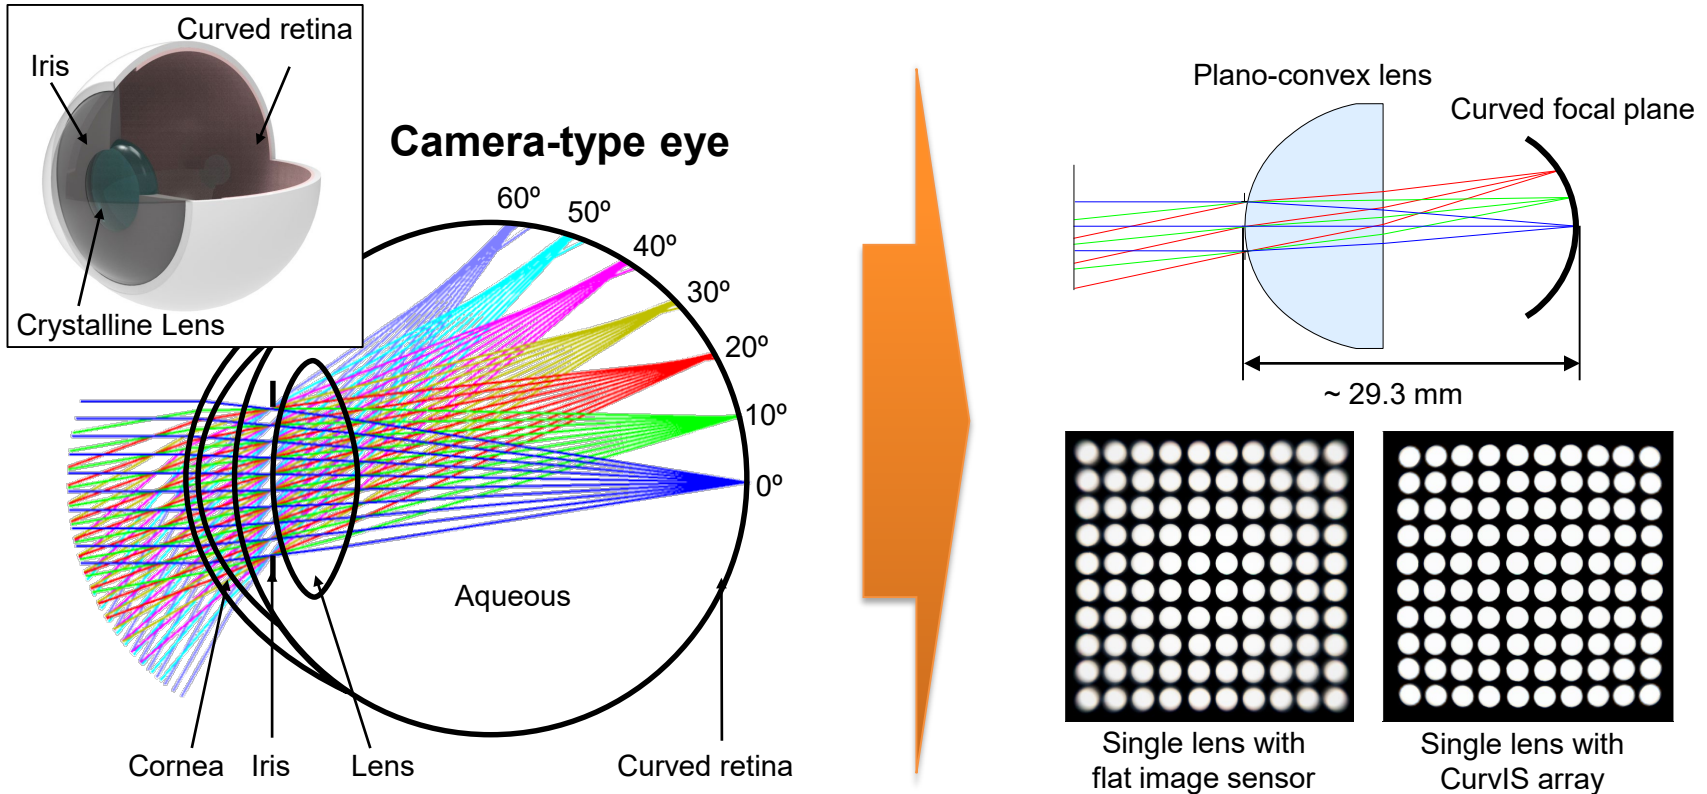 Curved retina
Iris
Crystalline Lens
Camera-type eye
60º
50º
40º
30º
20º
10º
0º
Aqueous
Cornea
Iris
Lens
Curved retina
Plano-convex lens
Curved focal plane
~ 29.3 mm
Single lens with
flat image sensor
Single lens with
CurvIS array